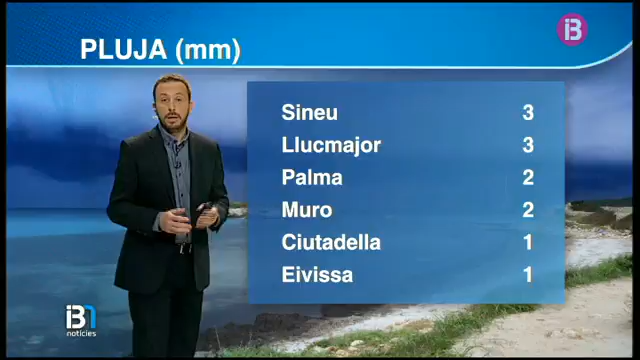 PLUJA (mm)
IB
Sineu 3
Llucmajor 3
Palma 2
Muro 2
Ciutadella 1
Eivissa 1
IB
notícies